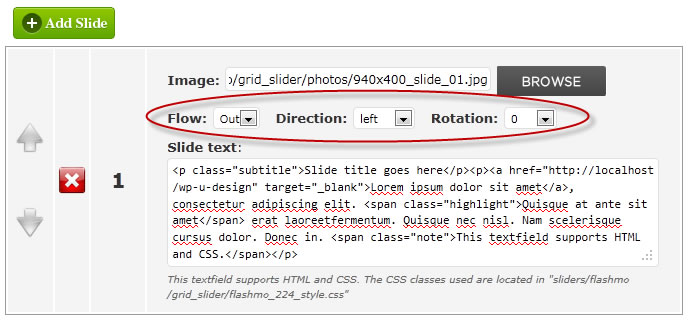 Add Slide
Image: o/grid_slider/photos/940x400_slide_01.jpg BROWSE
Flow: Out Direction: left Rotation: 0
1
Slide text:
<p class="subtitle">Slide title goes here</p><p><a href="http://localhost
/wp-u-design" target="_blank">Lorem ipsum dolor sit amet</a>,
consectetur adipiscing elit. <span class="highlight">Quisque at ante sit
amet</span> erat laoreetfermentum. Quisque nec nisl. Nam scelerisque
cursus dolor. Donec in. <span class="note">This textfield supports HTML
and CSS.</span></p>
This textfield supports HTML and CSS. The CSS classes used are located in "sliders/flashmo
/grid_slider/flashmo_224_style.css"